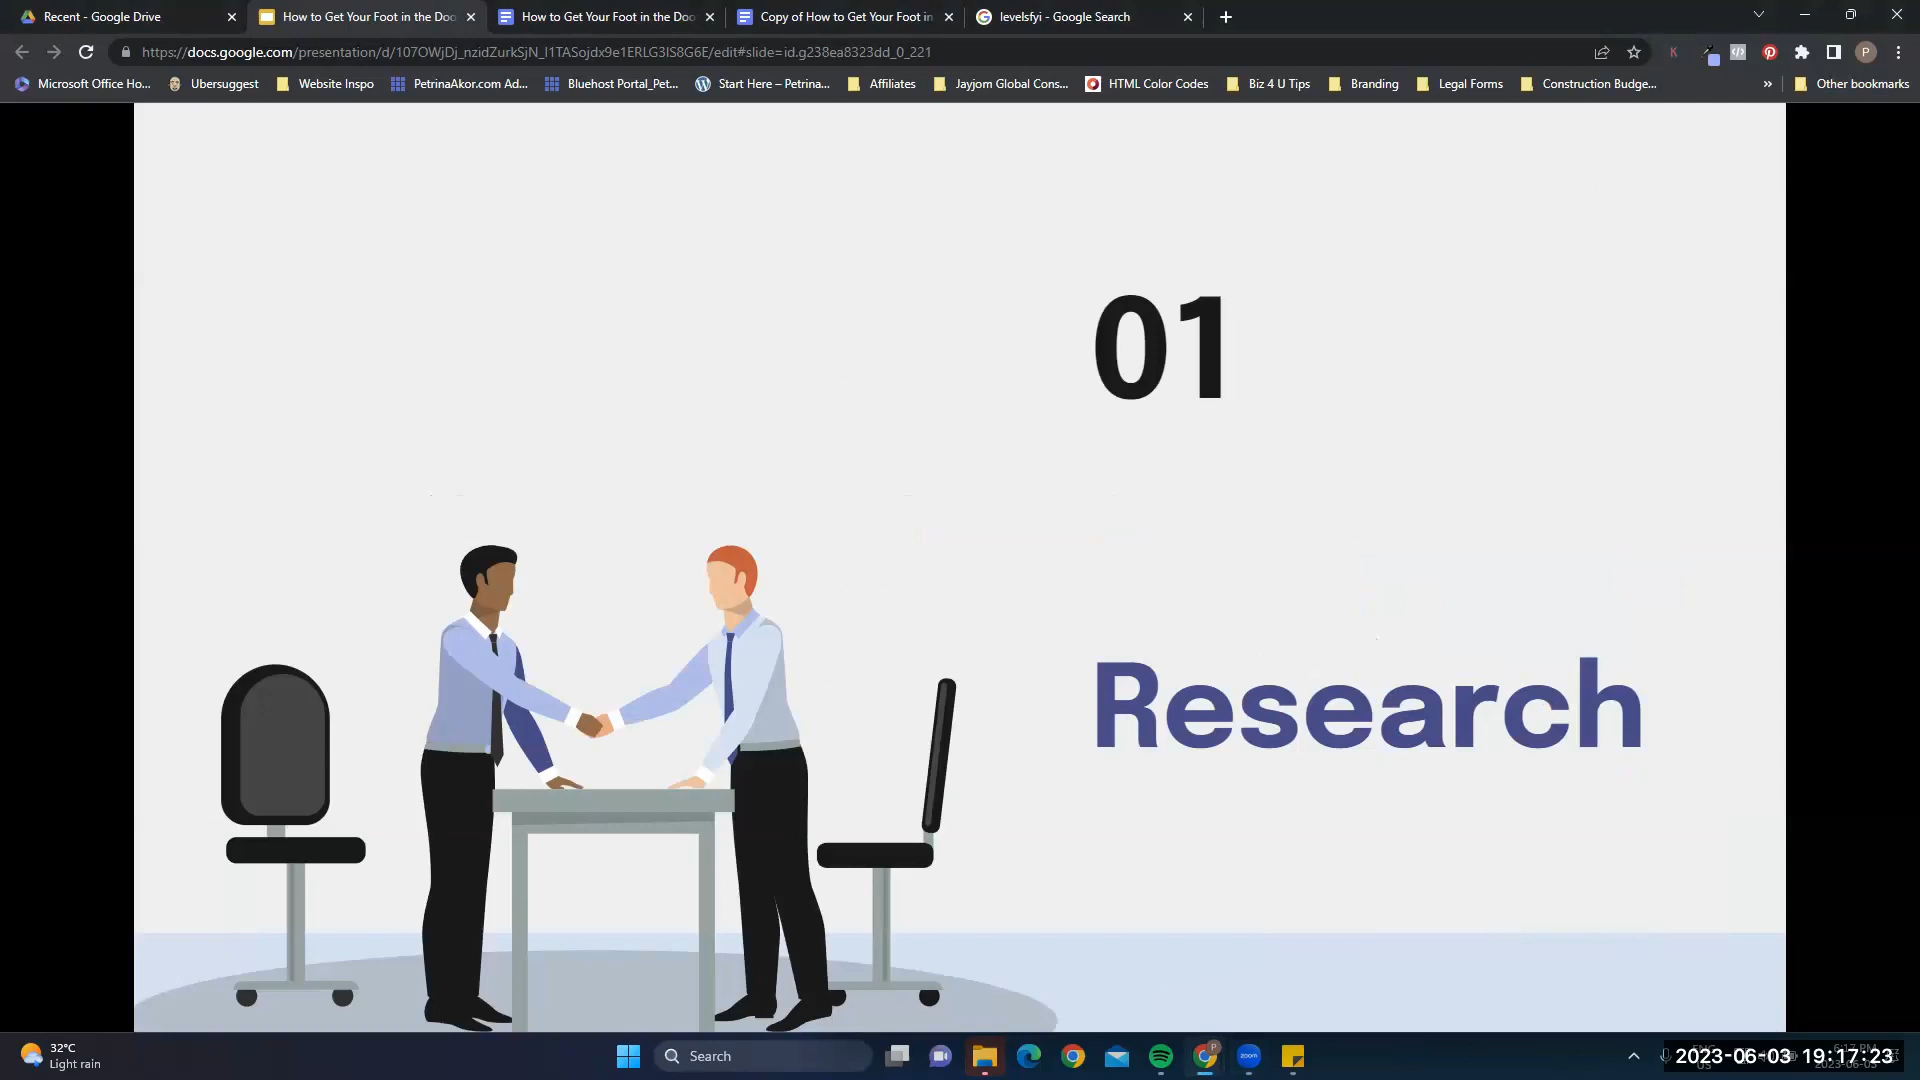 Recent - Google Drive
How to Get Your Foot in the Doo
How to Get Your Foot in the Doo
Copy of How to Get Your Foot in
levelsfyi - Google Search
https://docs.google.com/presentation/d/107OWjDj_nzidZurkSjN_l1TASojdx9e1ERLG3IS8G6E/edit#slide=id.g238ea8323dd_0_221
K
P
Microsoft Office Ho...
Ubersuggest
Website Inspo
PetrinaAkor.com Ad...
Bluehost Portal_Pet...
Start Here – Petrina...
Affiliates
Jayjom Global Cons...
HTML Color Codes
Biz 4 U Tips
Branding
Legal Forms
Construction Budge...
»
Other bookmarks
01
Research
32°C
Light rain
Search
zoom
P
2023-06-03 19:17:23